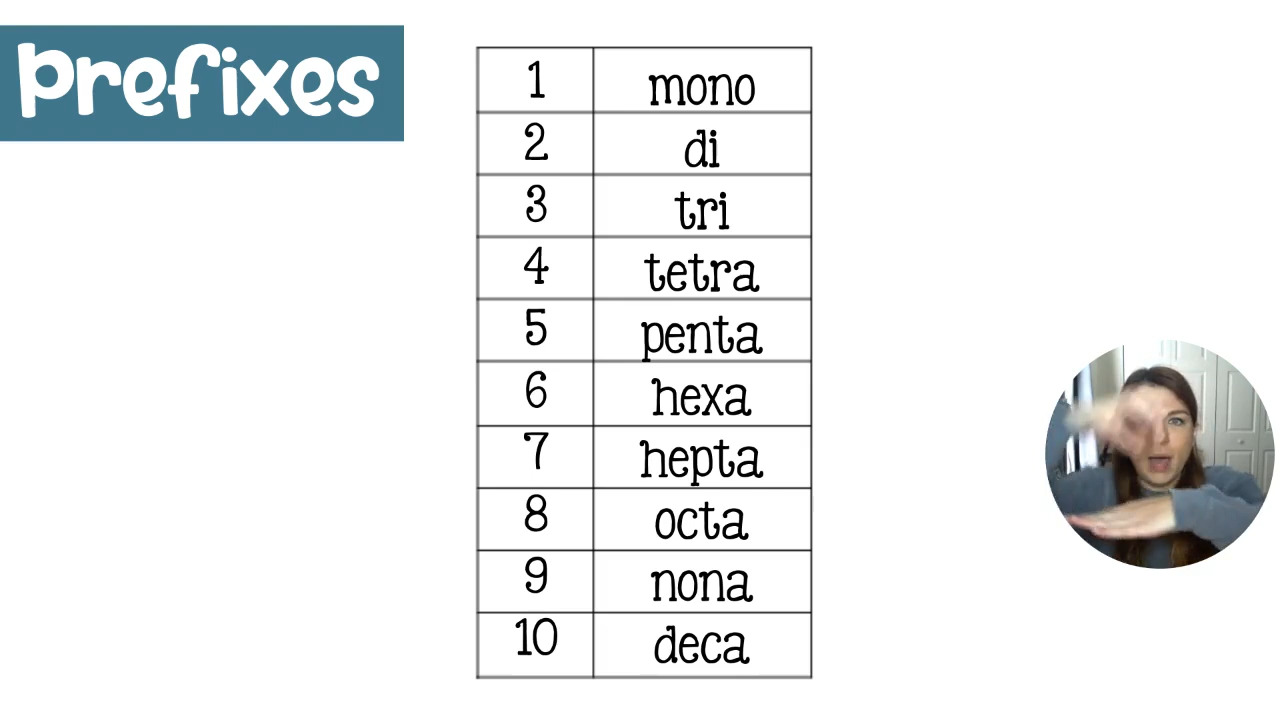 Prefixes
1 mono
2 di
3 tri
4 tetra
5 penta
6 hexa
7 hepta
8 octa
9 nona
10 deca